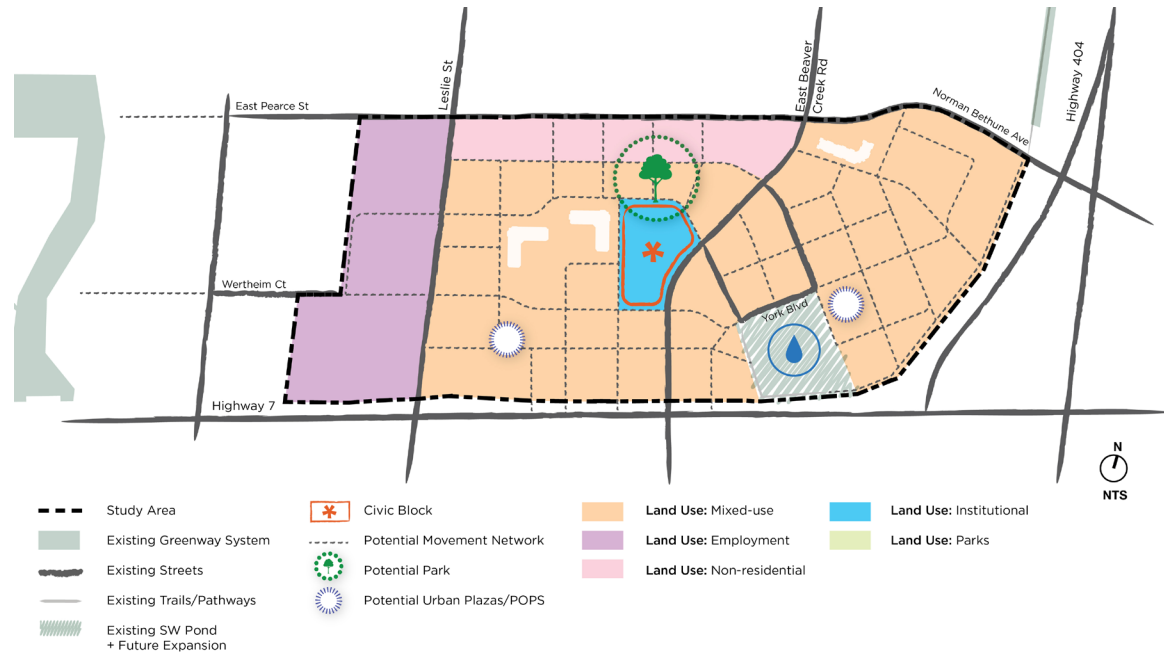 Leslie St
East Beaver
Creek Rd
Highway 404
East Pearce St
Norman Bethune Ave
Wertheim Ct
York Blvd
Highway 7
N
NTS
Study Area
Civic Block
Land Use: Mixed-use
Land Use: Institutional
Existing Greenway System
Potential Movement Network
Land Use: Employment
Land Use: Parks
Existing Streets
Potential Park
Land Use: Non-residential
Existing Trails/Pathways
Potential Urban Plazas/POPS
Existing SW Pond
+ Future Expansion